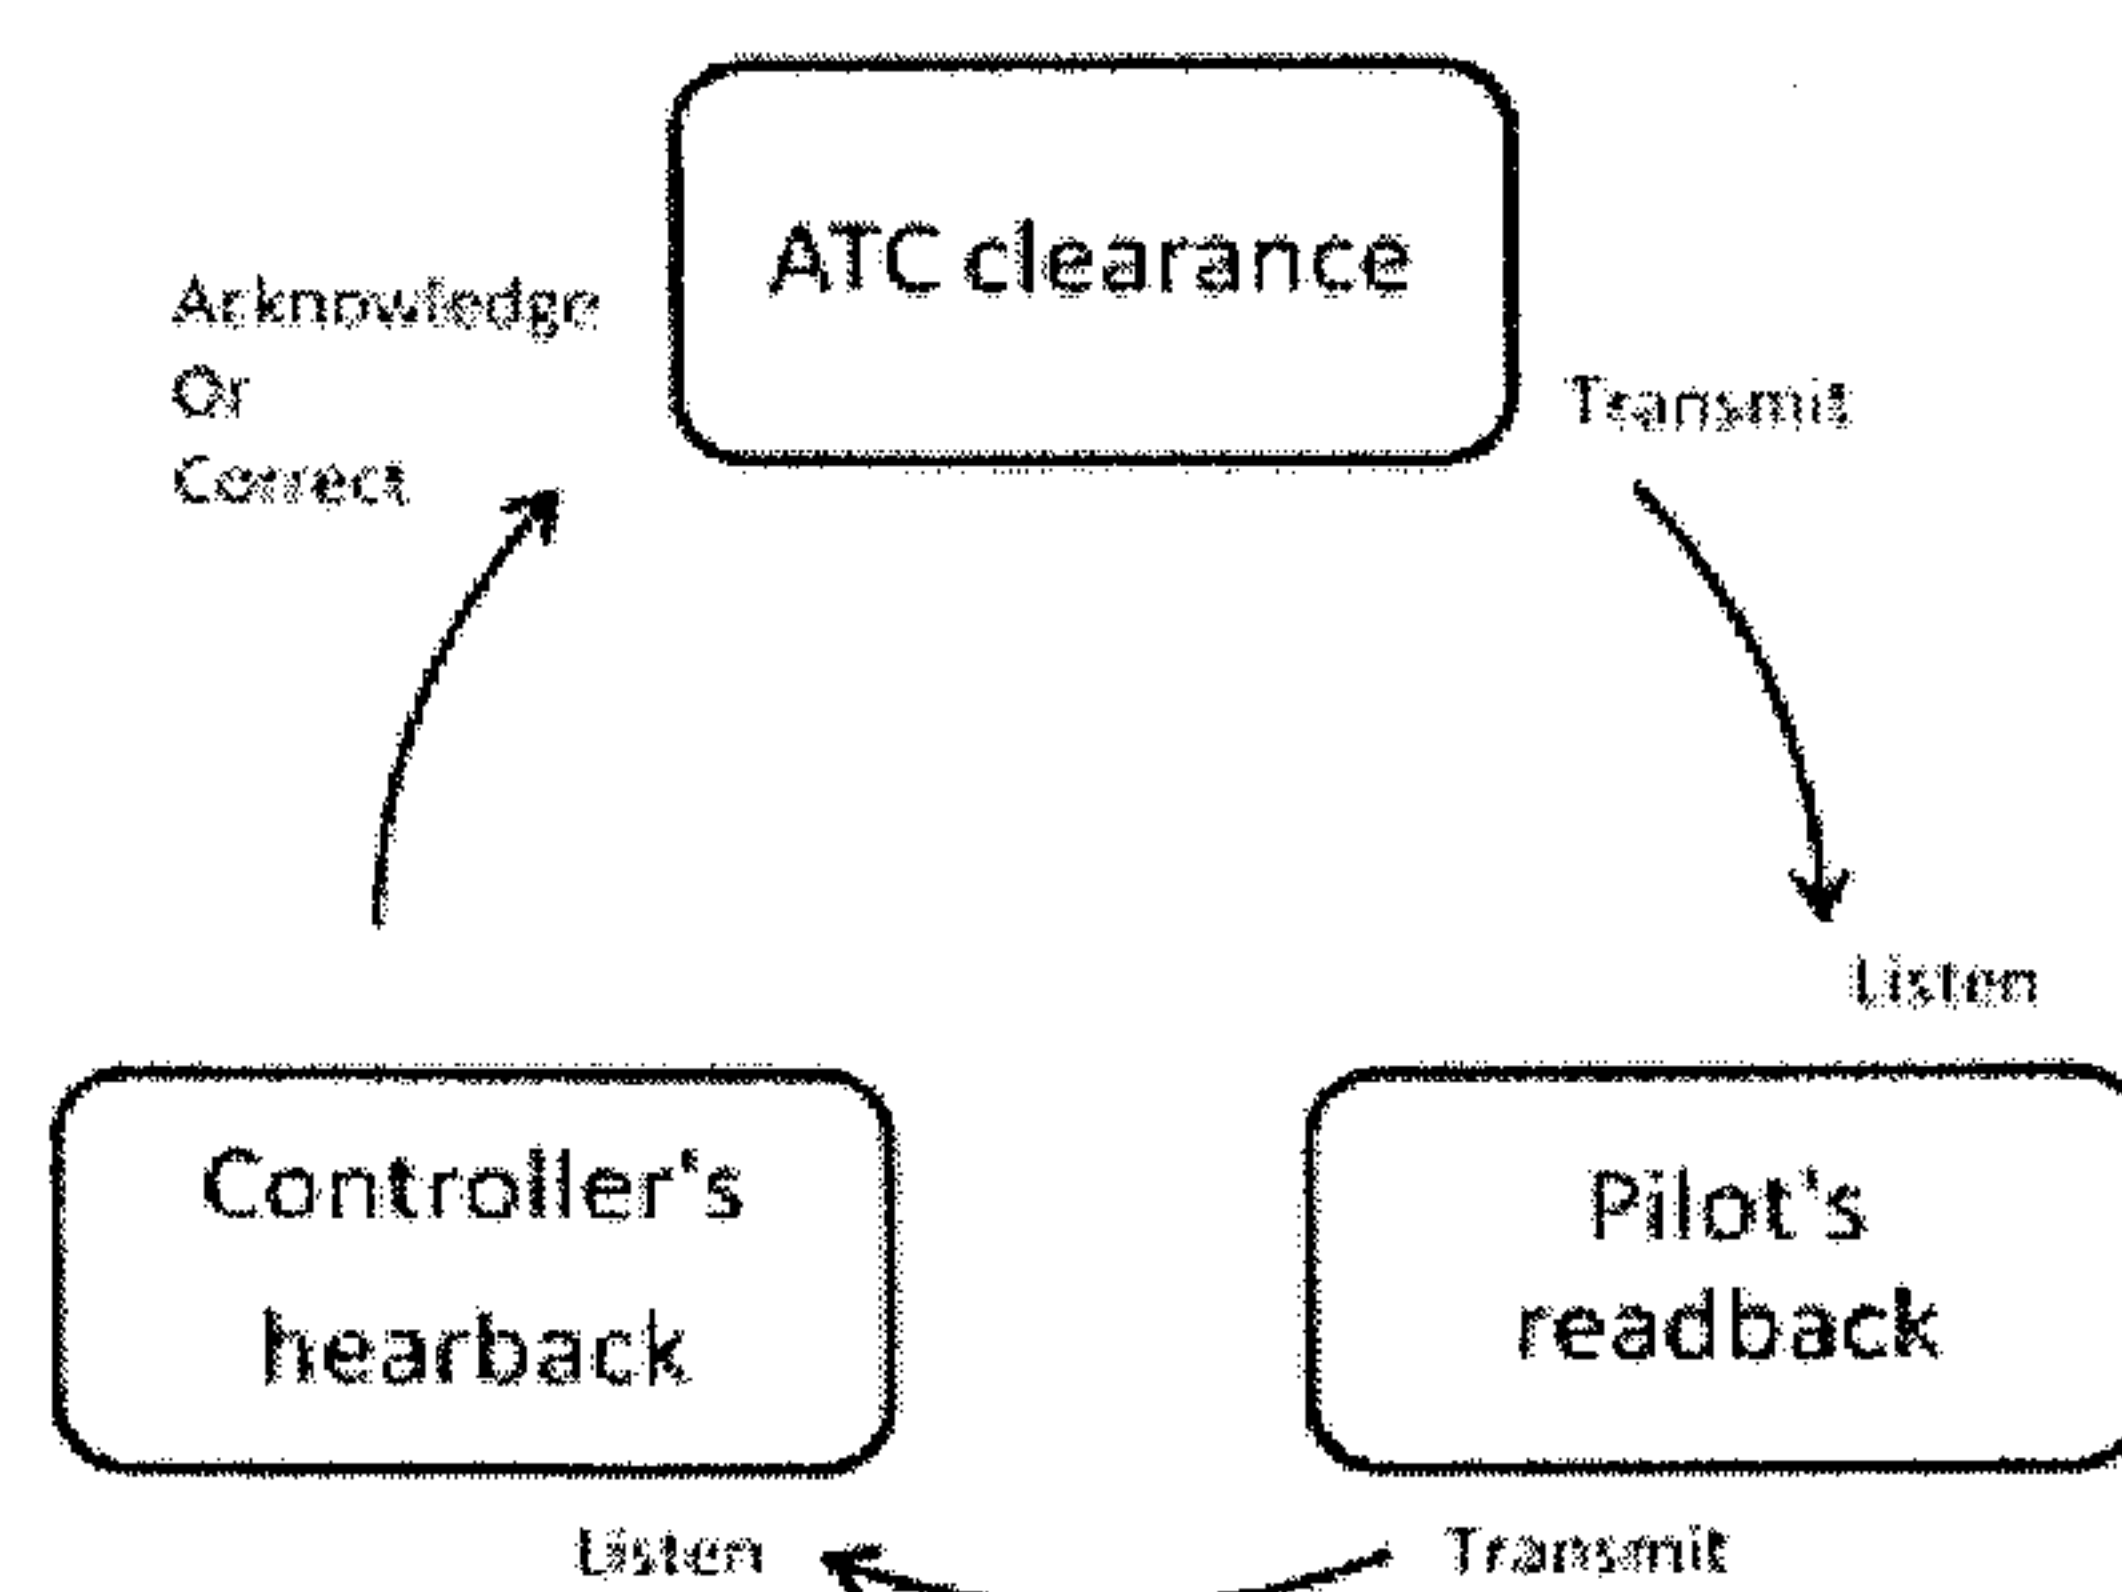 ATC clearance
Acknowledge
Or
Correct
Transmit
Listen
Controller's
hearback
Pilot's
readback
Listen
Transmit